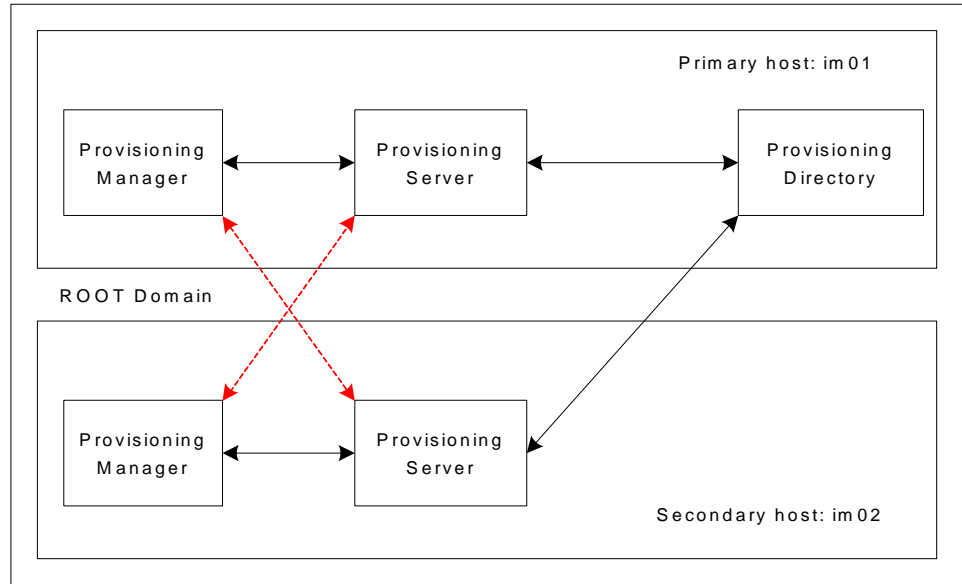 Primary host: im01
Provisioning
Manager
Provisioning
Server
Provisioning
Directory
ROOT Domain
Provisioning
Manager
Provisioning
Server
Secondary host: im02